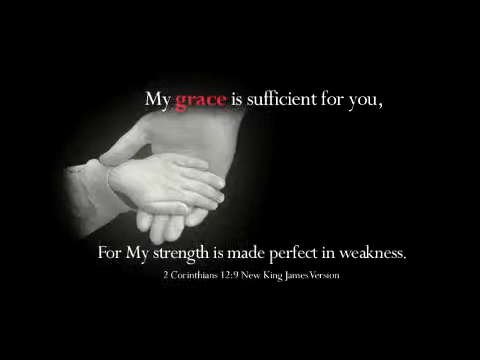 My grace is sufficient for you,
For My strength is made perfect in weakness.
2 Corinthians 12:9 New King James Version